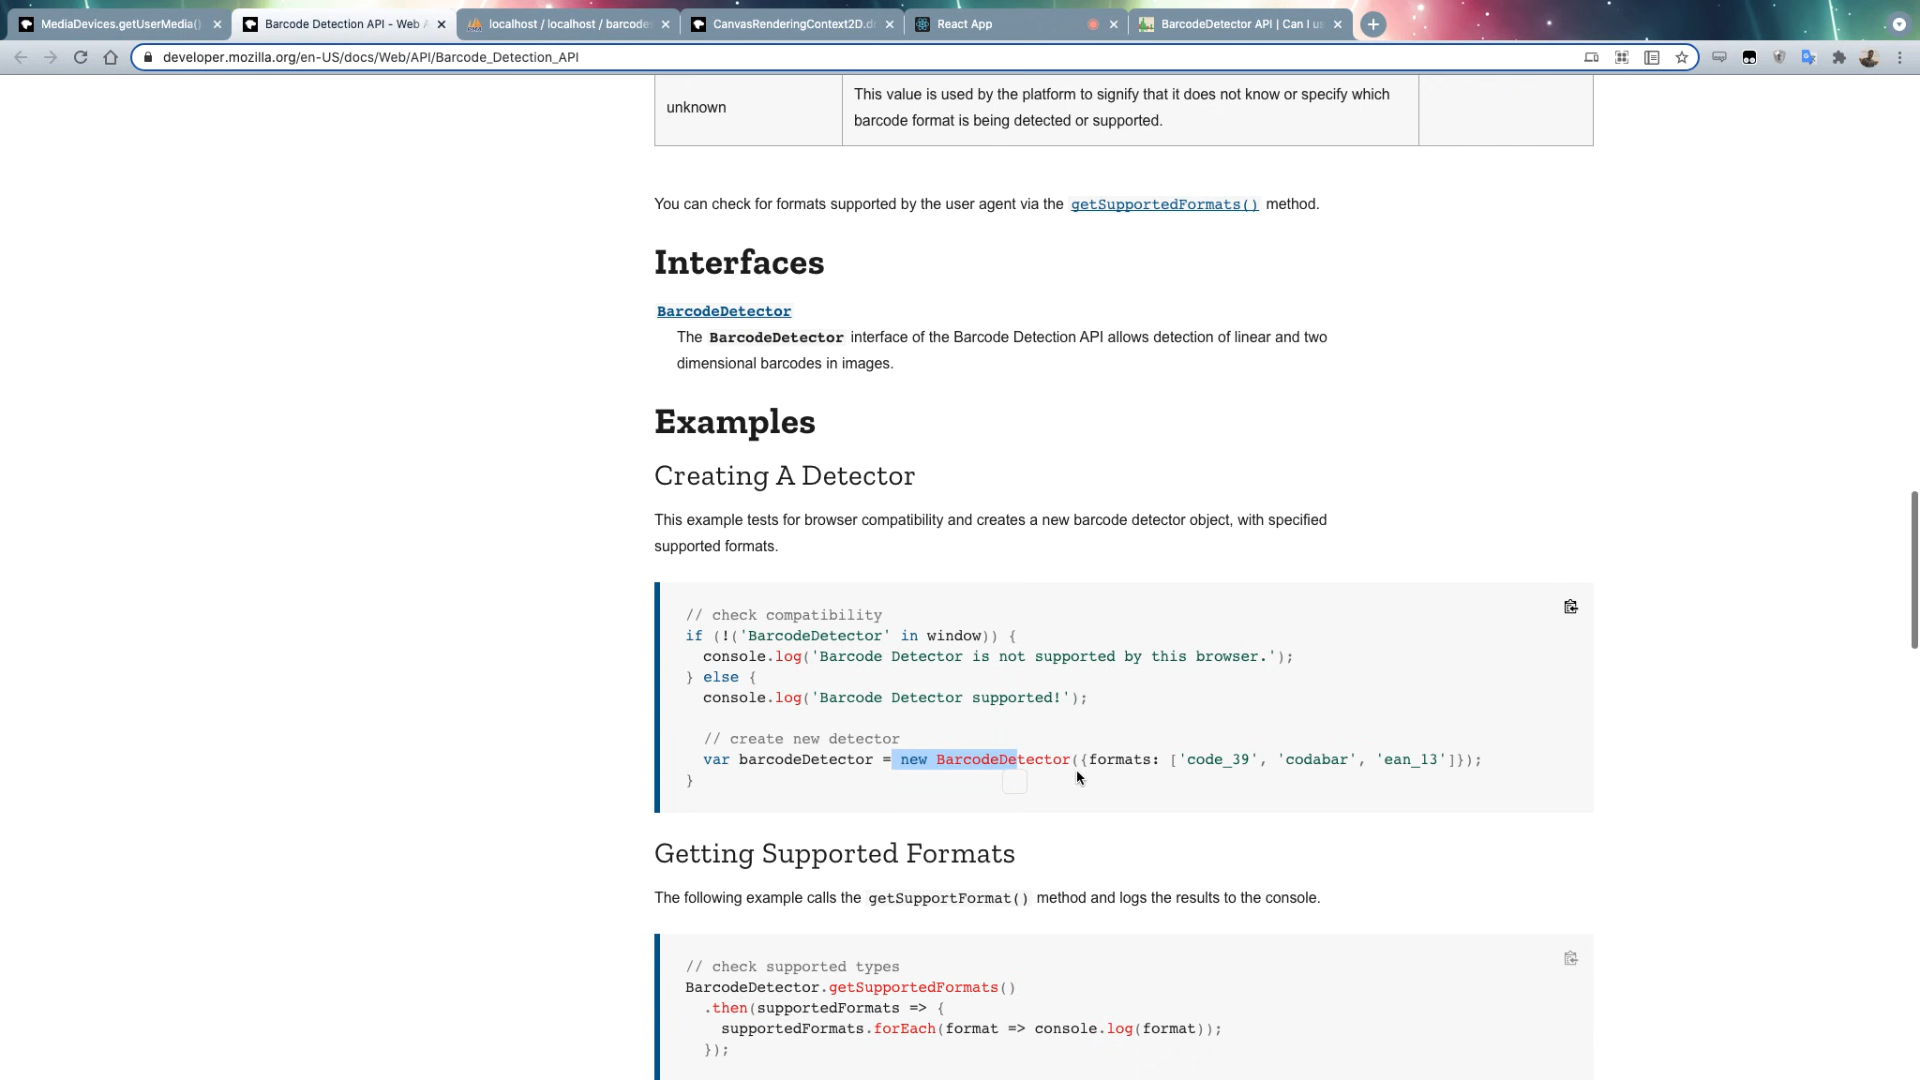 MediaDevices.getUserMedia()
Barcode Detection API - Web A
localhost / localhost / barcodes
CanvasRenderingContext2D.d
React App
BarcodeDetector API | Can I us
developer.mozilla.org/en-US/docs/Web/API/Barcode_Detection_API
unknown
This value is used by the platform to signify that it does not know or specify which
barcode format is being detected or supported.
You can check for formats supported by the user agent via the getSupportedFormats() method.
Interfaces
BarcodeDetector
The BarcodeDetector interface of the Barcode Detection API allows detection of linear and two
dimensional barcodes in images.
Examples
Creating A Detector
This example tests for browser compatibility and creates a new barcode detector object, with specified
supported formats.
// check compatibility
if (!('BarcodeDetector' in window)) {
console.log('Barcode Detector is not supported by this browser.');
} else {
console.log('Barcode Detector supported!');
// create new detector
var barcodeDetector = new BarcodeDetector({formats: ['code_39', 'codabar', 'ean_13']});
}
Getting Supported Formats
The following example calls the getSupportFormat() method and logs the results to the console.
// check supported types
BarcodeDetector.getSupportedFormats()
.then(supportedFormats => {
supportedFormats.forEach(format => console.log(format));
});